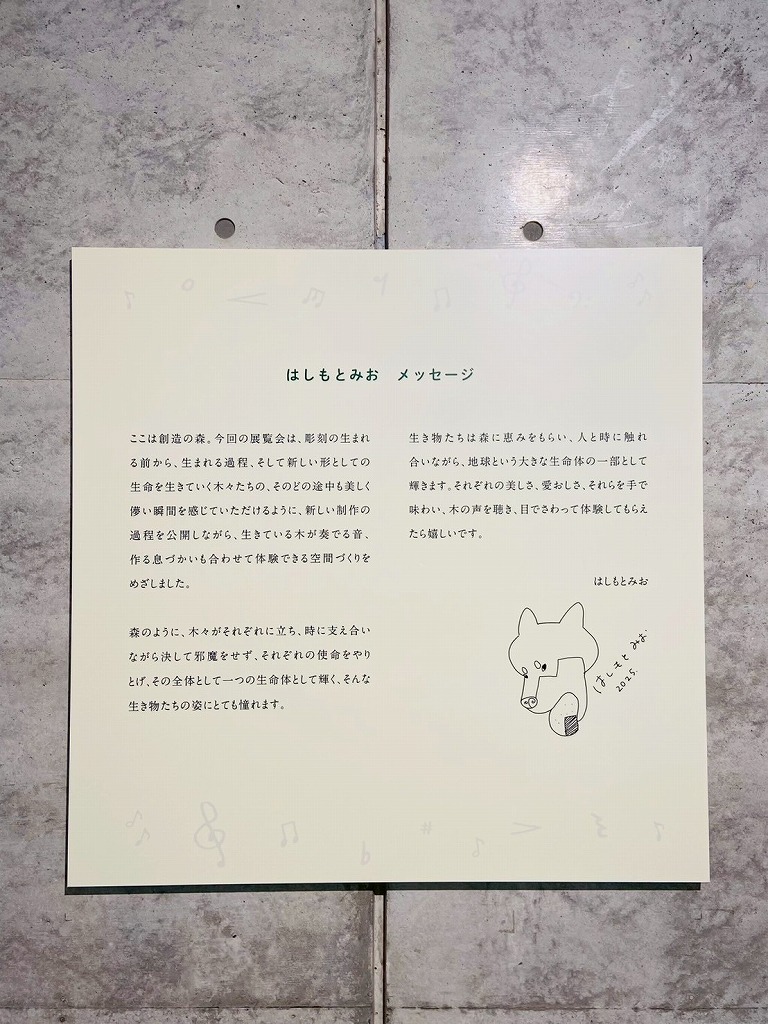 はしもとみお　メッセージ
ここは創造の森。今回の展覧会は、彫刻の生まれ
る前から、生まれる過程、そして新しい形としての
生命を生きていく木々たちの、そのどの途中も美しく
儚い瞬間を感じていただけるように、新しい制作の
過程を公開しながら、生きている木が奏でる音、
作る息づかいも合わせて体験できる空間づくりを
めざしました。
森のように、木々がそれぞれに立ち、時に支え合い
ながら決して邪魔をせず、それぞれの使命をやり
とげ、その全体として一つの生命体として輝く、そんな
生き物たちの姿にとても憧れます。
生き物たちは森に恵みをもらい、人と時に触れ
合いながら、地球という大きな生命体の一部として
輝きます。それぞれの美しさ、愛おしさ、それらを手で
味わい、木の声を聴き、目でさわって体験してもらえ
たら嬉しいです。
はしもとみお
はしもとみお
2025.